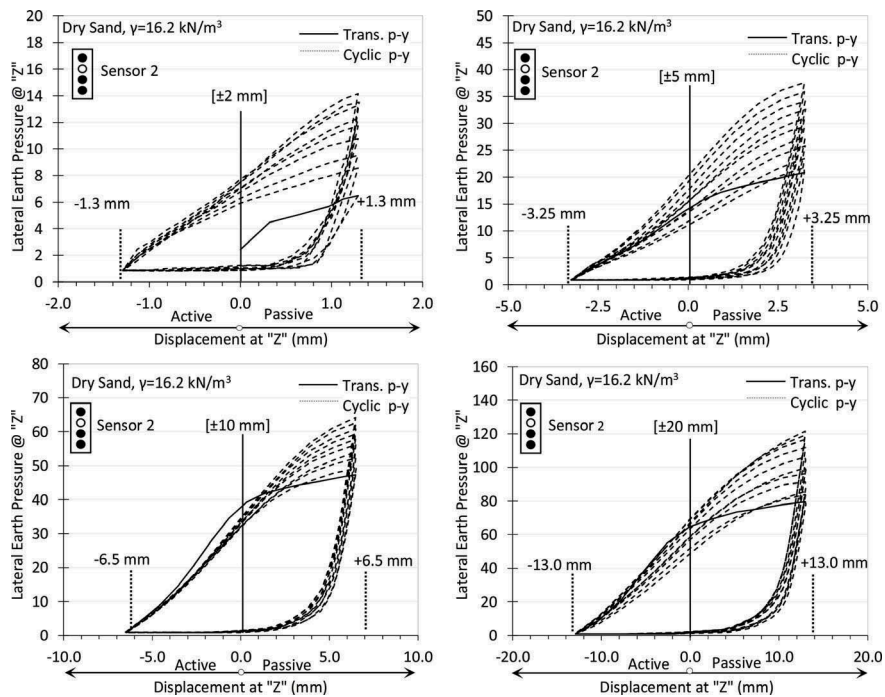 Dry Sand, γ=16.2 kN/m³
Trans. p-y
Cyclic p-y
Sensor 2
[±2 mm]
-1.3 mm
+1.3 mm
Lateral Earth Pressure @ "Z"
20
18
16
14
12
10
8
6
4
2
0
-2.0 -1.0 0.0 1.0 2.0
Active Passive
Displacement at "Z" (mm)
Dry Sand, γ=16.2 kN/m³
Trans. p-y
Cyclic p-y
Sensor 2
[±5 mm]
-3.25 mm
+3.25 mm
Lateral Earth Pressure @ "Z"
50
45
40
35
30
25
20
15
10
5
0
-5.0 -2.5 0.0 2.5 5.0
Active Passive
Displacement at "Z" (mm)
Dry Sand, γ=16.2 kN/m³
Trans. p-y
Cyclic p-y
Sensor 2
[±10 mm]
-6.5 mm
+6.5 mm
Lateral Earth Pressure @ "Z"
80
70
60
50
40
30
20
10
0
-10.0 -5.0 0.0 5.0 10.0
Active Passive
Displacement at "Z" (mm)
Dry Sand, γ=16.2 kN/m³
Trans. p-y
Cyclic p-y
Sensor 2
[±20 mm]
-13.0 mm
+13.0 mm
Lateral Earth Pressure @ "Z"
160
140
120
100
80
60
40
20
0
-20.0 -10.0 0.0 10.0 20.0
Active Passive
Displacement at "Z" (mm)